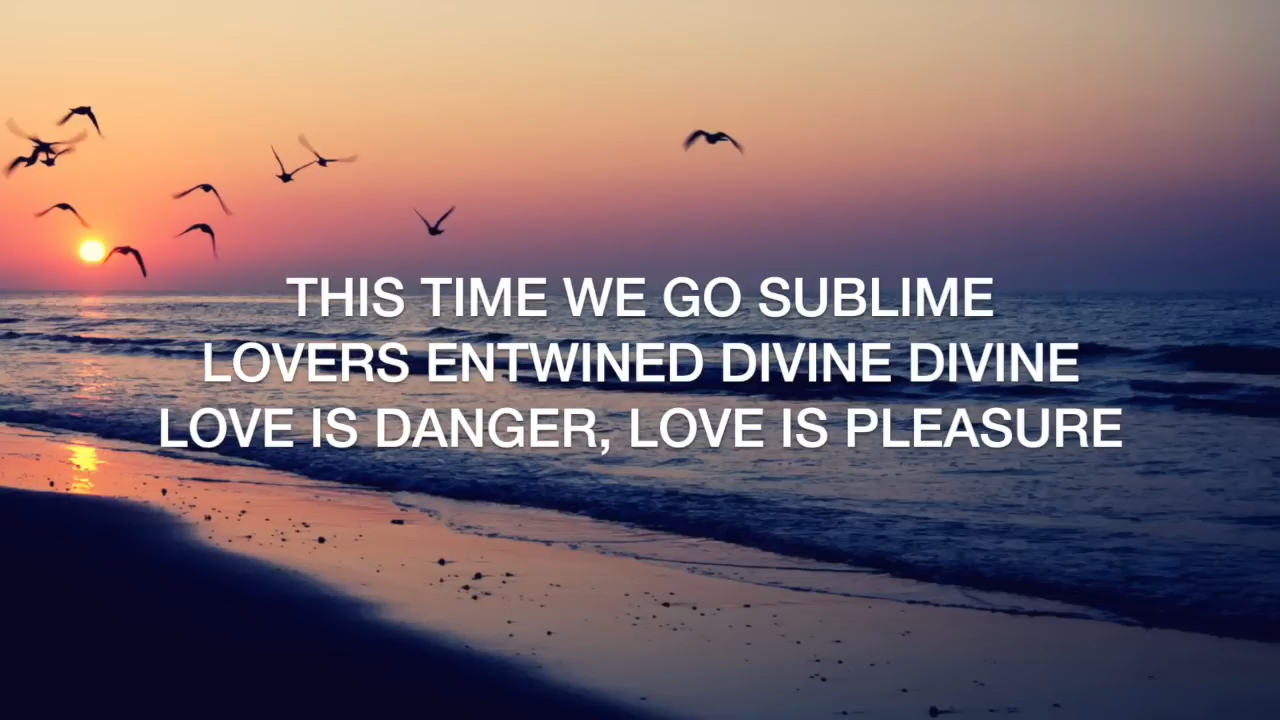 THIS TIME WE GO SUBLIME
LOVERS ENTWINED DIVINE DIVINE
LOVE IS DANGER, LOVE IS PLEASURE